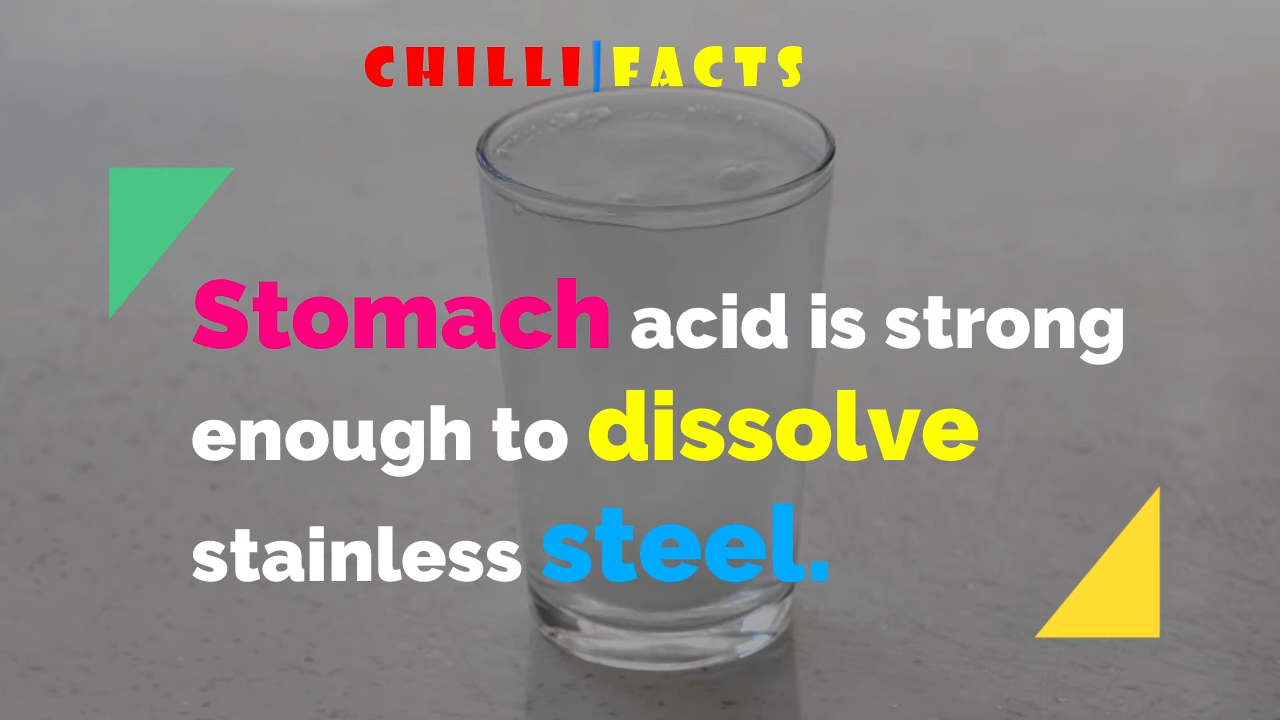 CHILLI|FACTS
Stomach acid is strong
enough to dissolve
stainless steel.